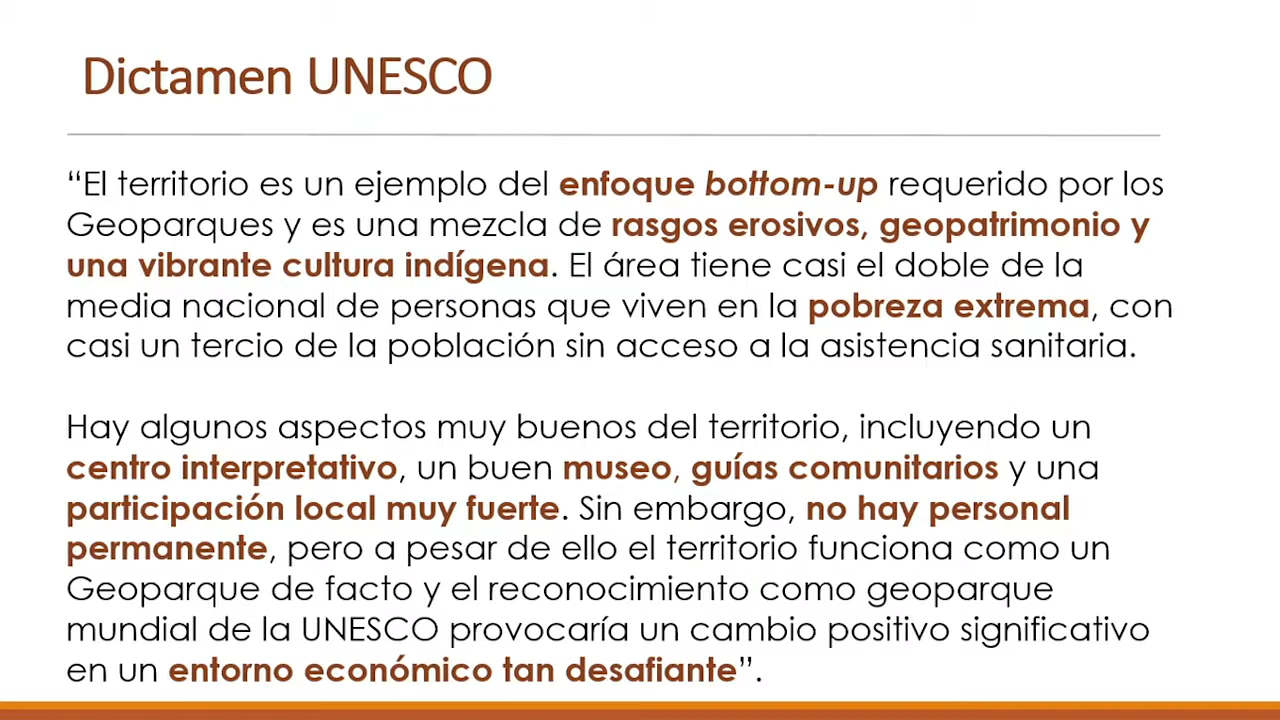 Dictamen UNESCO
“El territorio es un ejemplo del enfoque bottom-up requerido por los
Geoparques y es una mezcla de rasgos erosivos, geopatrimonio y
una vibrante cultura indígena. El área tiene casi el doble de la
media nacional de personas que viven en la pobreza extrema, con
casi un tercio de la población sin acceso a la asistencia sanitaria.
Hay algunos aspectos muy buenos del territorio, incluyendo un
centro interpretativo, un buen museo, guías comunitarios y una
participación local muy fuerte. Sin embargo, no hay personal
permanente, pero a pesar de ello el territorio funciona como un
Geoparque de facto y el reconocimiento como geoparque
mundial de la UNESCO provocaría un cambio positivo significativo
en un entorno económico tan desafiante”.